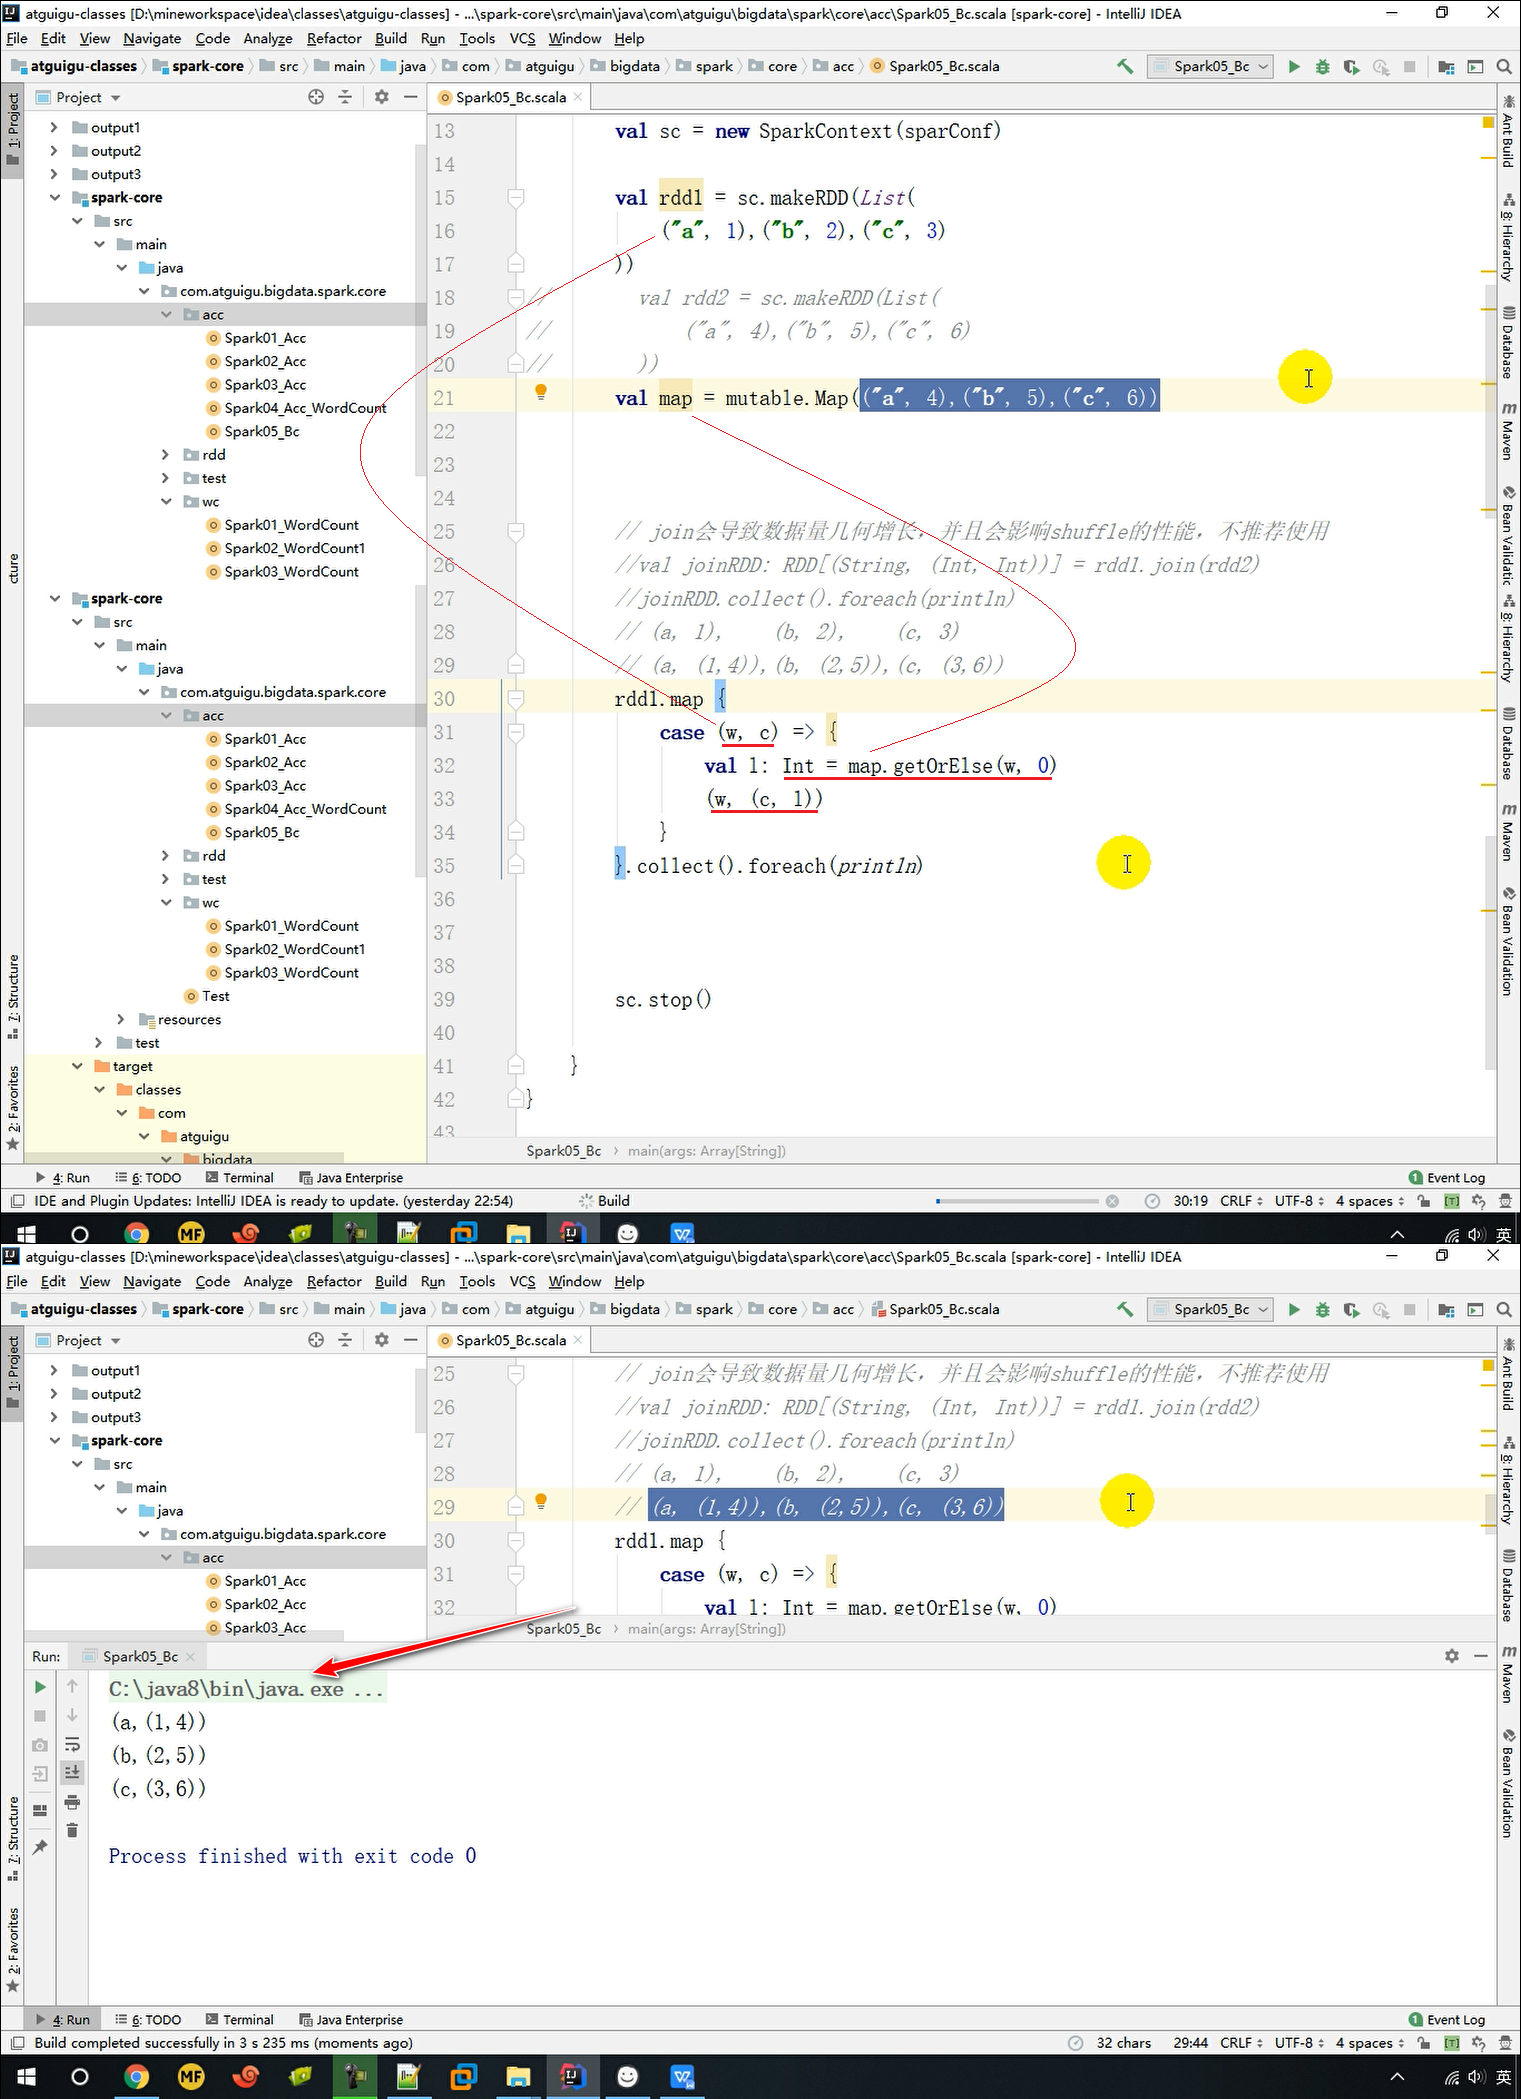 atguigu-classes [D:\mineworkspace\idea\classes\atguigu-classes] - ...\spark-core\src\main\java\com\atguigu\bigdata\spark\core\acc\Spark05_Bc.scala [spark-core] - IntelliJ IDEA
File Edit View Navigate Code Analyze Refactor Build Run Tools VCS Window Help
atguigu-classes spark-core src main java com atguigu bigdata spark core acc Spark05_Bc.scala Spark05_Bc
Project
Spark05_Bc.scala
1: Project
cture
7: Structure
2: Favorites
output1
output2
output3
spark-core
src
main
java
com.atguigu.bigdata.spark.core
acc
Spark01_Acc
Spark02_Acc
Spark03_Acc
Spark04_Acc_WordCount
Spark05_Bc
rdd
test
wc
Spark01_WordCount
Spark02_WordCount1
Spark03_WordCount
spark-core
src
main
java
com.atguigu.bigdata.spark.core
acc
Spark01_Acc
Spark02_Acc
Spark03_Acc
Spark04_Acc_WordCount
Spark05_Bc
rdd
test
wc
Spark01_WordCount
Spark02_WordCount1
Spark03_WordCount
Test
resources
test
target
classes
com
atguigu
bigdata
13 val sc = new SparkContext(sparConf)
14
15 val rdd1 = sc.makeRDD(List(
16 ("a", 1),("b", 2),("c", 3)
17 ))
18 // val rdd2 = sc.makeRDD(List(
19 // ("a", 4),("b", 5),("c", 6)
20 // ))
21 val map = mutable.Map(("a", 4),("b", 5),("c", 6))
22
23
24
25 // join会导致数据量几何增长，并且会影响shuffle的性能，不推荐使用
26 //val joinRDD: RDD[(String, (Int, Int))] = rdd1.join(rdd2)
27 //joinRDD.collect().foreach(println)
28 // (a, 1), (b, 2), (c, 3)
29 // (a, (1,4)),(b, (2,5)),(c, (3,6))
30 rdd1.map {
31 case (w, c) => {
32 val l: Int = map.getOrElse(w, 0)
33 (w, (c, l))
34 }
35 }.collect().foreach(println)
36
37
38
39 sc.stop()
40
41 }
42 }
43
Spark05_Bc main(args: Array[String])
Ant Build
8: Hierarchy
Database
Maven
Bean Validatic
8: Hierarchy
Database
Maven
Bean Validation
4: Run 6: TODO Terminal Java Enterprise 1 Event Log
IDE and Plugin Updates: IntelliJ IDEA is ready to update. (yesterday 22:54) Build 30:19 CRLF UTF-8 4 spaces
英
atguigu-classes [D:\mineworkspace\idea\classes\atguigu-classes] - ...\spark-core\src\main\java\com\atguigu\bigdata\spark\core\acc\Spark05_Bc.scala [spark-core] - IntelliJ IDEA
File Edit View Navigate Code Analyze Refactor Build Run Tools VCS Window Help
atguigu-classes spark-core src main java com atguigu bigdata spark core acc Spark05_Bc.scala Spark05_Bc
Project
Spark05_Bc.scala
1: Project
7: Structure
2: Favorites
output1
output2
output3
spark-core
src
main
java
com.atguigu.bigdata.spark.core
acc
Spark01_Acc
Spark02_Acc
Spark03_Acc
25 // join会导致数据量几何增长，并且会影响shuffle的性能，不推荐使用
26 //val joinRDD: RDD[(String, (Int, Int))] = rdd1.join(rdd2)
27 //joinRDD.collect().foreach(println)
28 // (a, 1), (b, 2), (c, 3)
29 // (a, (1,4)),(b, (2,5)),(c, (3,6))
30 rdd1.map {
31 case (w, c) => {
32 val l: Int = map.getOrElse(w, 0)
Spark05_Bc main(args: Array[String])
Ant Build
8: Hierarchy
Database
Maven
Bean Validation
Run: Spark05_Bc
C:\java8\bin\java.exe ...
(a,(1,4))
(b,(2,5))
(c,(3,6))
Process finished with exit code 0
4: Run 6: TODO Terminal Java Enterprise 1 Event Log
Build completed successfully in 3 s 235 ms (moments ago) 32 chars 29:44 CRLF UTF-8 4 spaces
英